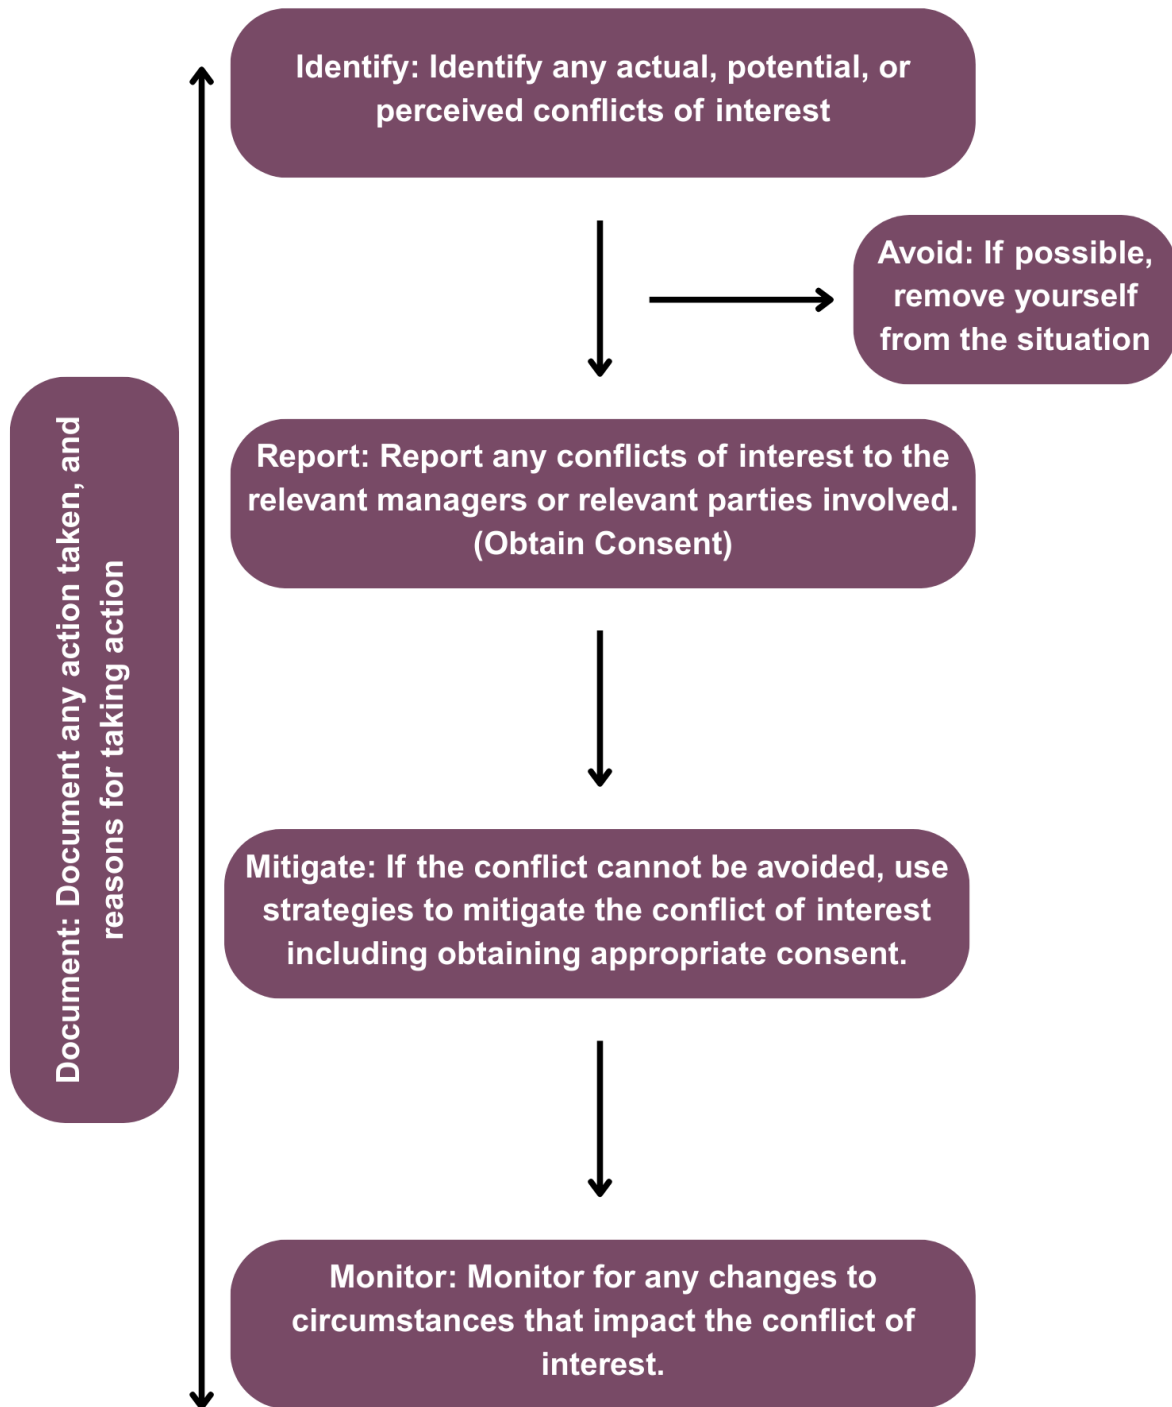 Identify: Identify any actual, potential, or
perceived conflicts of interest
Avoid: If possible,
remove yourself
from the situation
Report: Report any conflicts of interest to the
relevant managers or relevant parties involved.
(Obtain Consent)
Mitigate: If the conflict cannot be avoided, use
strategies to mitigate the conflict of interest
including obtaining appropriate consent.
Monitor: Monitor for any changes to
circumstances that impact the conflict of
interest.
Document: Document any action taken, and
reasons for taking action